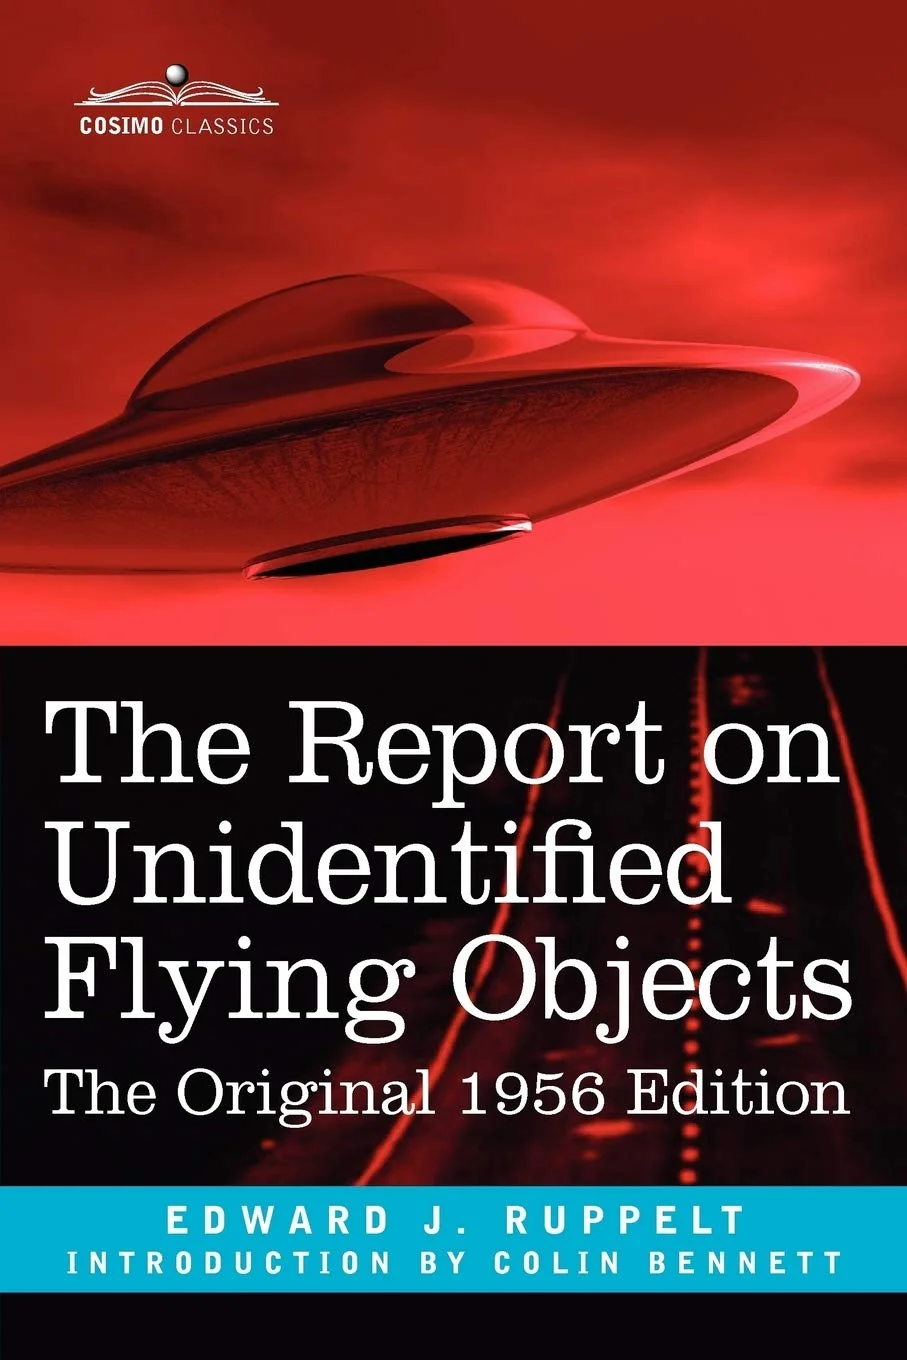 COSIMO CLASSICS
The Report on
Unidentified
Flying Objects
The Original 1956 Edition
EDWARD J. RUPPELT
INTRODUCTION BY COLIN BENNETT